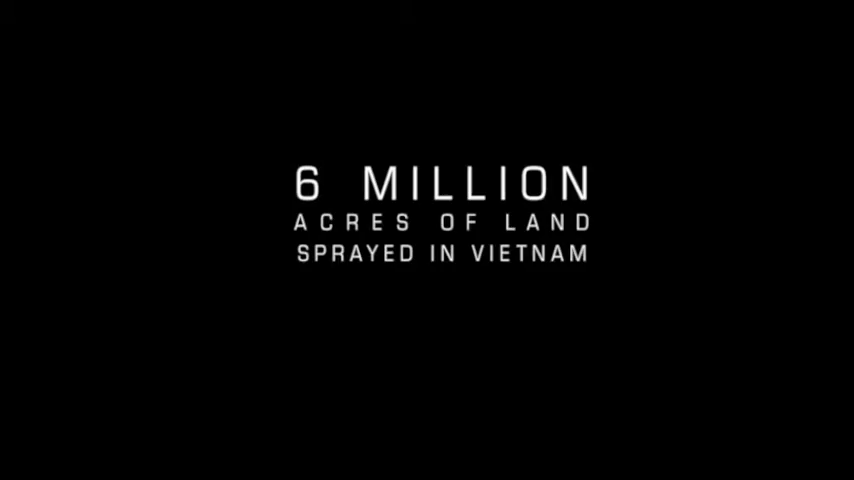 6 MILLION
ACRES OF LAND
SPRAYED IN VIETNAM